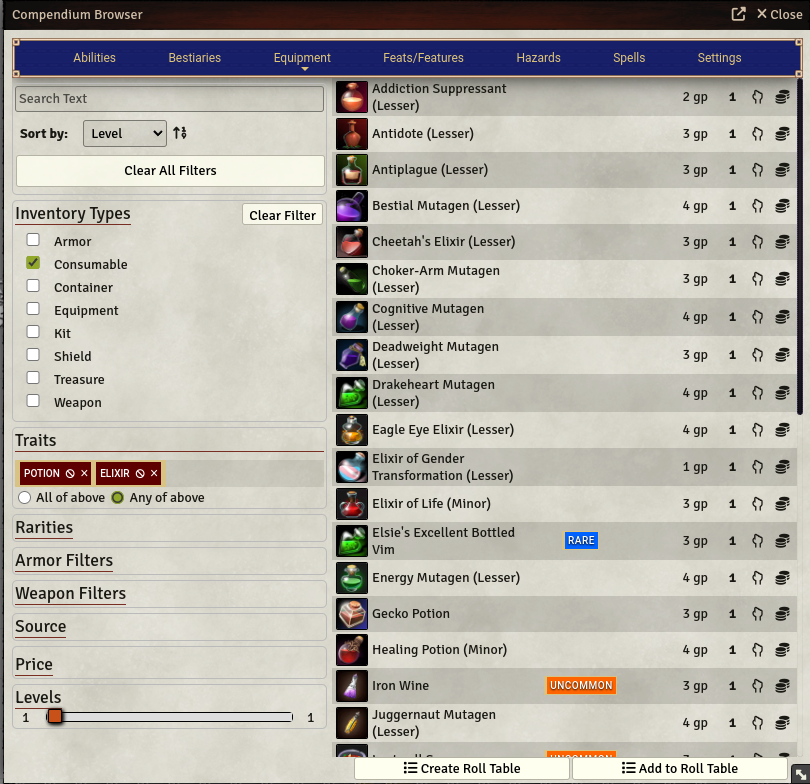 Compendium Browser
Close
Abilities Bestiaries Equipment Feats/Features Hazards Spells Settings
Search Text
Sort by: Level
Clear All Filters
Inventory Types
Clear Filter
Armor
Consumable
Container
Equipment
Kit
Shield
Treasure
Weapon
Traits
POTION ELIXIR
All of above Any of above
Rarities
Armor Filters
Weapon Filters
Source
Price
Levels
1 1
Addiction Suppressant
(Lesser)
2 gp 1
Antidote (Lesser) 3 gp 1
Antiplague (Lesser) 3 gp 1
Bestial Mutagen (Lesser) 4 gp 1
Cheetah's Elixir (Lesser) 3 gp 1
Choker-Arm Mutagen
(Lesser)
3 gp 1
Cognitive Mutagen
(Lesser)
4 gp 1
Deadweight Mutagen
(Lesser)
3 gp 1
Drakeheart Mutagen
(Lesser)
4 gp 1
Eagle Eye Elixir (Lesser) 4 gp 1
Elixir of Gender
Transformation (Lesser)
1 gp 1
Elixir of Life (Minor) 3 gp 1
Elsie's Excellent Bottled
Vim
RARE 3 gp 1
Energy Mutagen (Lesser) 4 gp 1
Gecko Potion 3 gp 1
Healing Potion (Minor) 4 gp 1
Iron Wine UNCOMMON 3 gp 1
Juggernaut Mutagen
(Lesser)
4 gp 1
Create Roll Table
Add to Roll Table